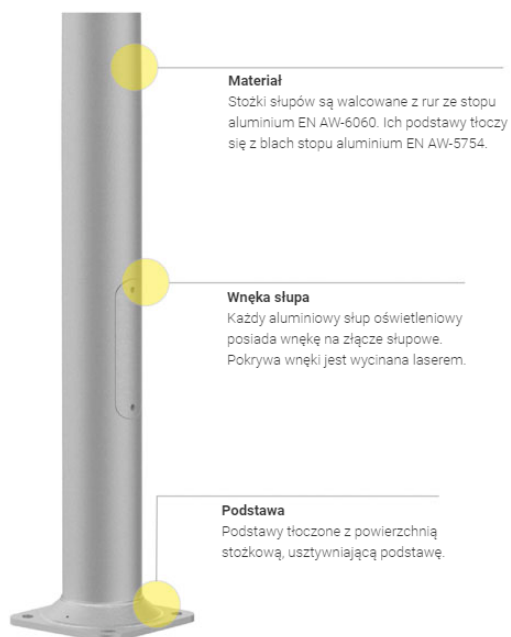 Materiał
Stożki słupów są walcowane z rur ze stopu
aluminium EN AW-6060. Ich podstawy tłoczy
się z blach stopu aluminium EN AW-5754.
Wnęka słupa
Każdy aluminiowy słup oświetleniowy
posiada wnękę na złącze słupowe.
Pokrywa wnęki jest wycinana laserem.
Podstawa
Podstawy tłoczone z powierzchnią
stożkową, usztywniającą podstawę.